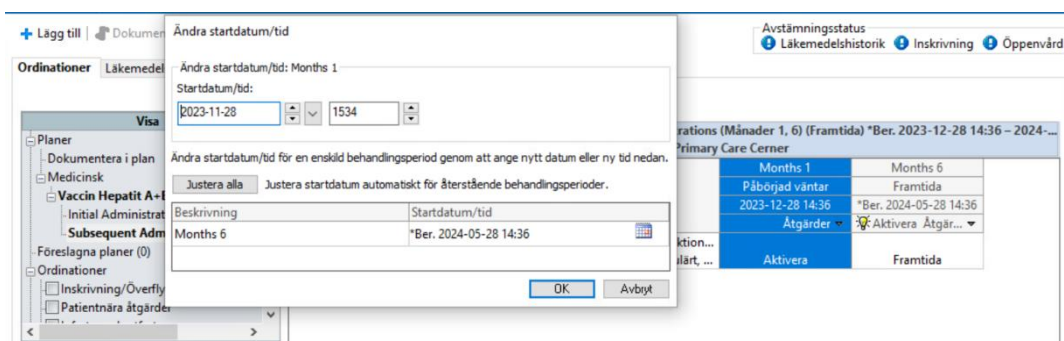 Lägg till
Dokumen
Ändra startdatum/tid
Avstämningsstatus
Läkemedelshistorik Inskrivning Öppenvård
Ordinationer Läkemedel
Ändra startdatum/tid: Months 1
Startdatum/tid:
2023-11-28 1534
Visa
Planer
Dokumentera i plan
Medicinsk
Vaccin Hepatit A+B
Initial Administrat
Subsequent Adm
Föreslagna planer (0)
Ordinationer
Inskrivning/Överfly
Patientnära åtgärder
Ändra startdatum/tid för en enskild behandlingsperiod genom att ange nytt datum eller ny tid nedan.
Justera alla Justera startdatum automatiskt för återstående behandlingsperioder.
Beskrivning Startdatum/tid
Months 6 *Ber. 2024-05-28 14:36
OK Avbryt
rations (Månader 1, 6) (Framtida) *Ber. 2023-12-28 14:36 – 2024-...
Primary Care Cerner
Months 1 Months 6
Påbörjad väntar Framtida
2023-12-28 14:36 *Ber. 2024-05-28 14:36
Åtgärder Aktivera Åtgär...
ktion...
ulärt, ... Aktivera Framtida